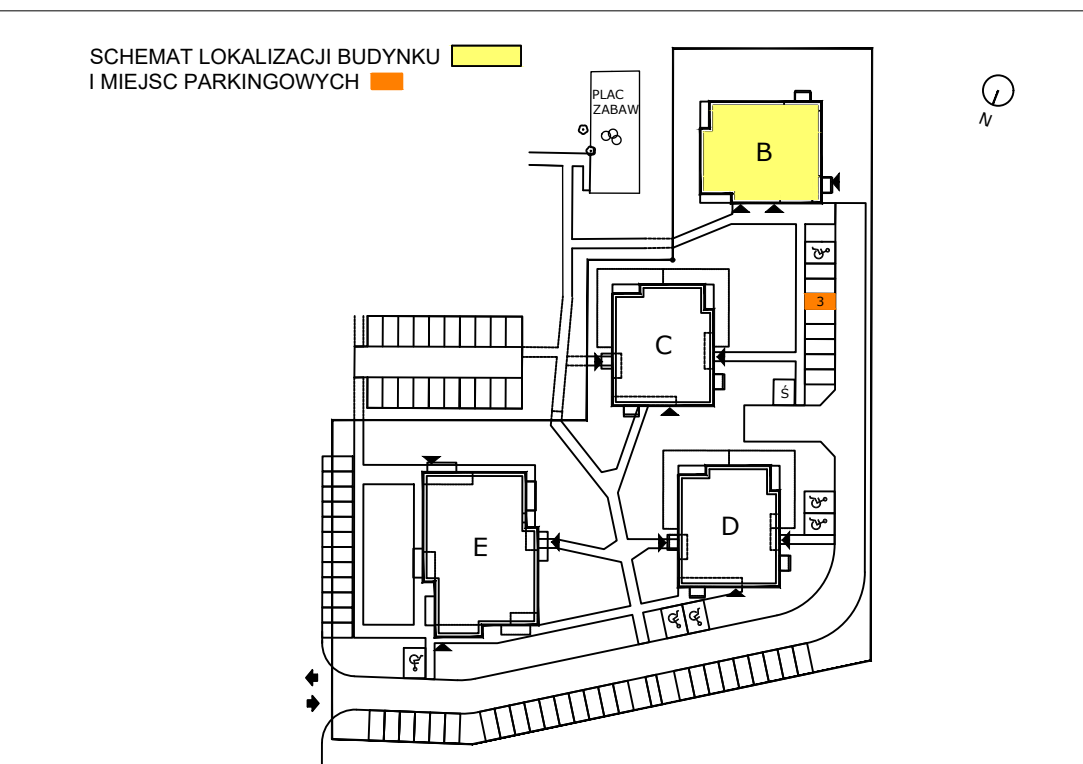 SCHEMAT LOKALIZACJI BUDYNKU
I MIEJSC PARKINGOWYCH
PLAC
ZABAW
N
B
3
C
Ś
D
E